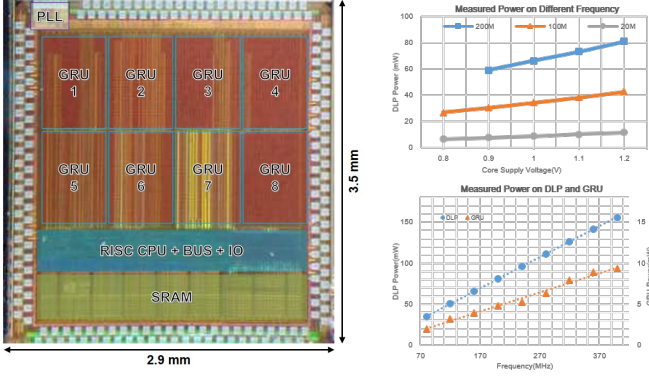 PLL
GRU
1
GRU
2
GRU
3
GRU
4
GRU
5
GRU
6
GRU
7
GRU
8
RISC CPU + BUS + IO
SRAM
2.9 mm
3.5 mm
Measured Power on Different Frequency
200M 100M 20M
DLP Power (mW)
100
80
60
40
20
0
0.8 0.9 1 1.1 1.2
Core Supply Voltage(V)
Measured Power on DLP and GRU
DLP GRU
DLP Power(mW)
150
100
50
0
10
5
0
70 170 270 370
Frequency(MHz)